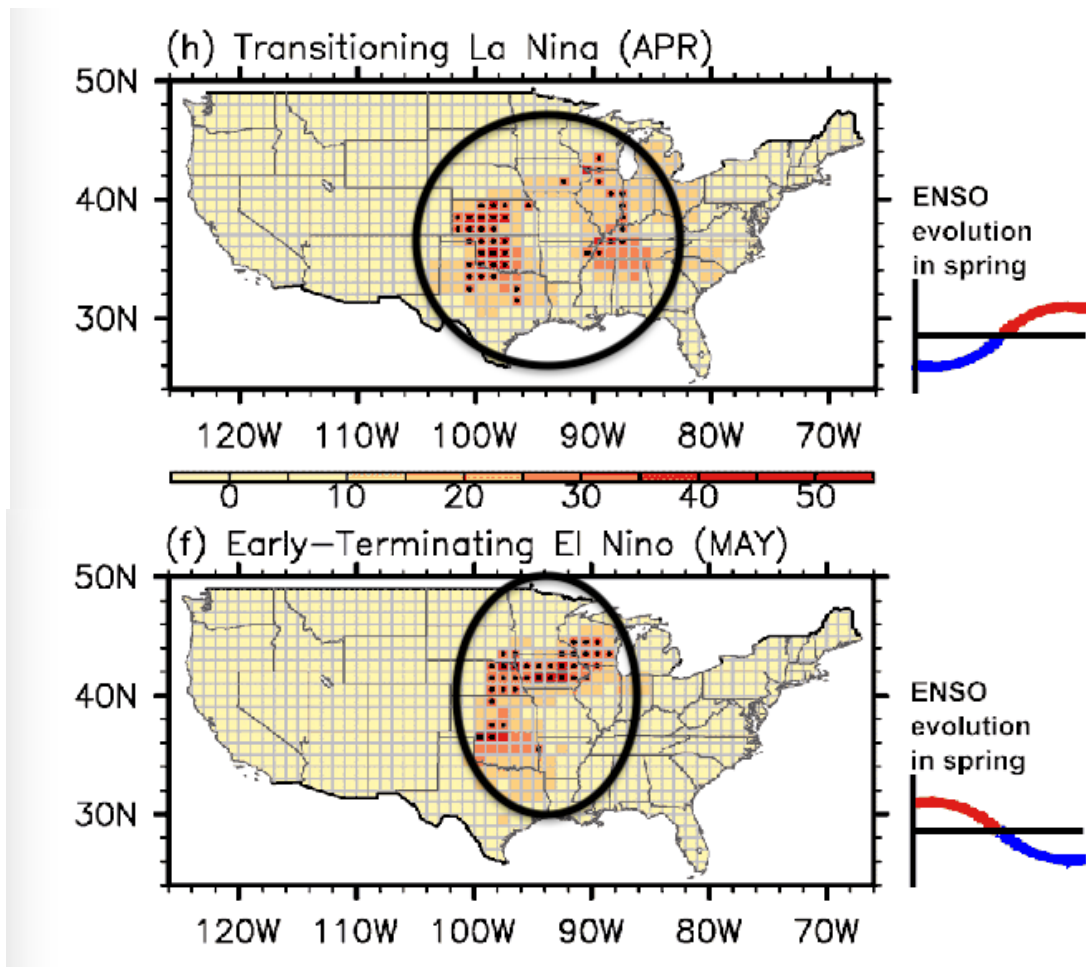 (h) Transitioning La Nina (APR)
50N
40N
30N
120W 110W 100W 90W 80W 70W
ENSO
evolution
in spring
0 10 20 30 40 50
(f) Early-Terminating El Nino (MAY)
50N
40N
30N
120W 110W 100W 90W 80W 70W
ENSO
evolution
in spring